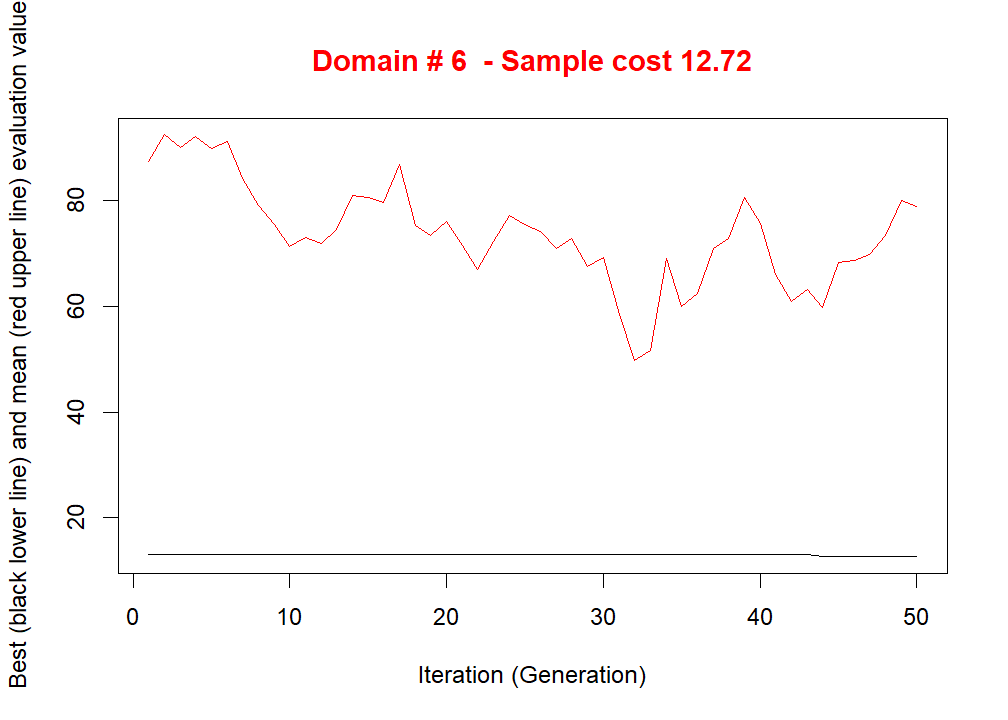 Domain # 6  - Sample cost 12.72
Best (black lower line) and mean (red upper line) evaluation value
80
60
40
20
0 10 20 30 40 50
Iteration (Generation)